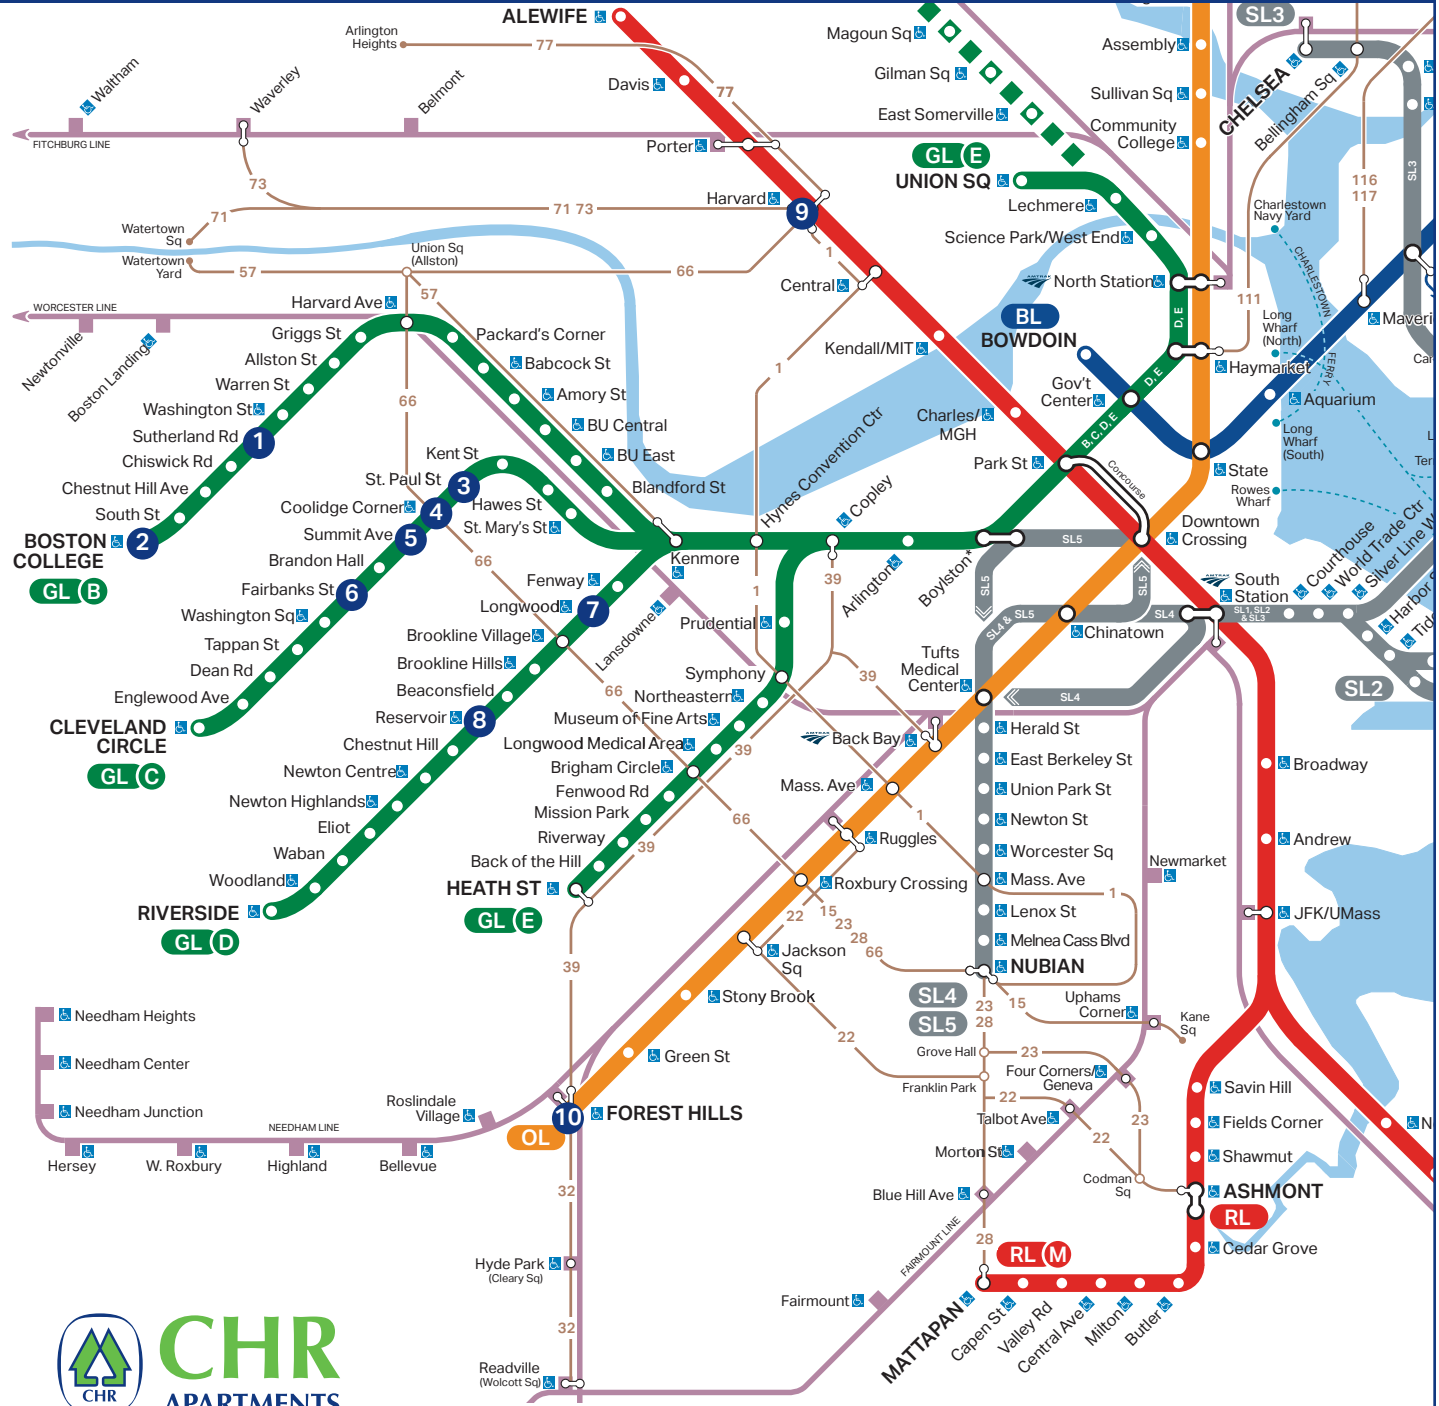 ALEWIFE
Arlington
Heights
77
77
Davis
Waltham
Waverley
Belmont
FITCHBURG LINE
Porter
73
71
71 73
Harvard
9
Watertown
Sq
Watertown
Yard
57
Union Sq
(Allston)
57
66
1
Central
WORCESTER LINE
Newtonville
Boston Landing
Harvard Ave
Griggs St
Allston St
Warren St
Washington St
Sutherland Rd
1
Chiswick Rd
Chestnut Hill Ave
South St
BOSTON
COLLEGE
2
GL B
Packard's Corner
Babcock St
Amory St
BU Central
BU East
Blandford St
66
Kent St
St. Paul St
3
Hawes St
Coolidge Corner
4
St. Mary's St
Summit Ave
5
Brandon Hall
Fairbanks St
6
Washington Sq
Tappan St
Dean Rd
Englewood Ave
CLEVELAND
CIRCLE
GL C
66
Kenmore
Fenway
Longwood
7
Brookline Village
Brookline Hills
Beaconsfield
Reservoir
8
Chestnut Hill
Newton Centre
Newton Highlands
Eliot
Waban
Woodland
RIVERSIDE
GL D
Lansdowne
66
Magoun Sq
Gilman Sq
East Somerville
GL E
UNION SQ
Lechmere
Science Park/West End
North Station
AMTRAK
D, E
Assembly
Sullivan Sq
Community
College
SL3
CHELSEA
Bellingham Sq
SL3
116
117
Charlestown
Navy Yard
CHARLESTOWN
FERRY
111
Long
Wharf
(North)
Haymarket
BL
BOWDOIN
Gov't
Center
D, E
B, C, D, E
Aquarium
Long
Wharf
(South)
Rowes
Wharf
State
Kendall/MIT
1
Charles/
MGH
Park St
Concourse
Downtown
Crossing
Hynes Convention Ctr
Copley
Arlington
Boylston*
SL5
SL5
SL5
SL4 & SL5
SL4
SL4
Chinatown
AMTRAK
South
Station
SL1, SL2
& SL3
Courthouse
World Trade Ctr
SL2
1
39
Prudential
Symphony
Northeastern
Museum of Fine Arts
Longwood Medical Area
Brigham Circle
Fenwood Rd
Mission Park
Riverway
Back of the Hill
HEATH ST
GL E
39
39
39
39
Tufts
Medical
Center
AMTRAK
Back Bay
Mass. Ave
Ruggles
Roxbury Crossing
Jackson
Sq
Stony Brook
Green St
10
FOREST HILLS
OL
66
1
22
15
23
28
66
22
Herald St
East Berkeley St
Union Park St
Newton St
Worcester Sq
Mass. Ave
Lenox St
Melnea Cass Blvd
NUBIAN
SL4
SL5
1
23
28
15
Grove Hall
23
Franklin Park
22
Uphams
Corner
Kane
Sq
Four Corners/
Geneva
Talbot Ave
23
22
Morton St
Codman
Sq
Blue Hill Ave
28
FAIRMOUNT LINE
Fairmount
Newmarket
Broadway
Andrew
JFK/UMass
Savin Hill
Fields Corner
Shawmut
ASHMONT
RL
Cedar Grove
RL M
MATTAPAN
Capen St
Valley Rd
Central Ave
Milton
Butler
Needham Heights
Needham Center
Needham Junction
Hersey
W. Roxbury
NEEDHAM LINE
Highland
Bellevue
Roslindale
Village
32
Hyde Park
(Cleary Sq)
32
Readville
(Wolcott Sq)
CHR
CHR
APARTMENTS